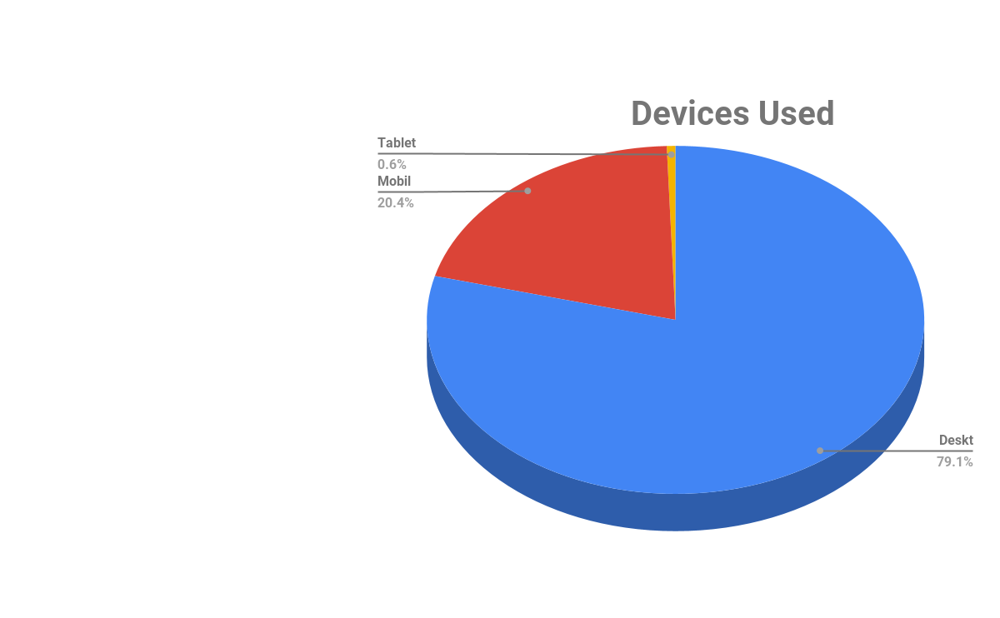 Devices Used
Tablet
0.6%
Mobil
20.4%
Deskt
79.1%